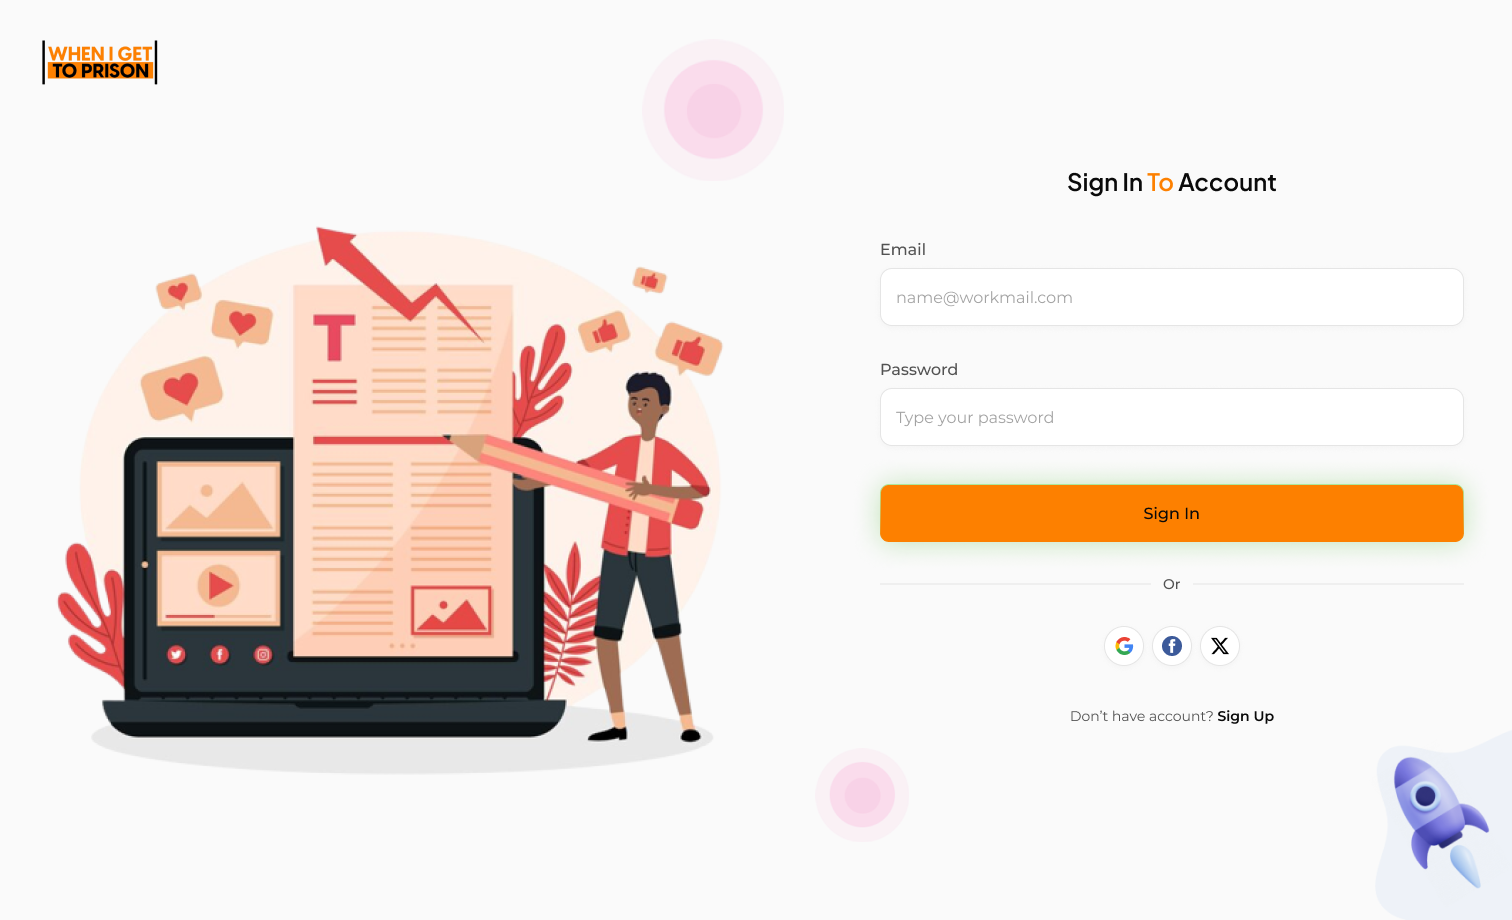 WHEN I GET
TO PRISON
Sign In To Account
Email
name@workmail.com
Password
Type your password
Sign In
Or
Don’t have account? Sign Up
T